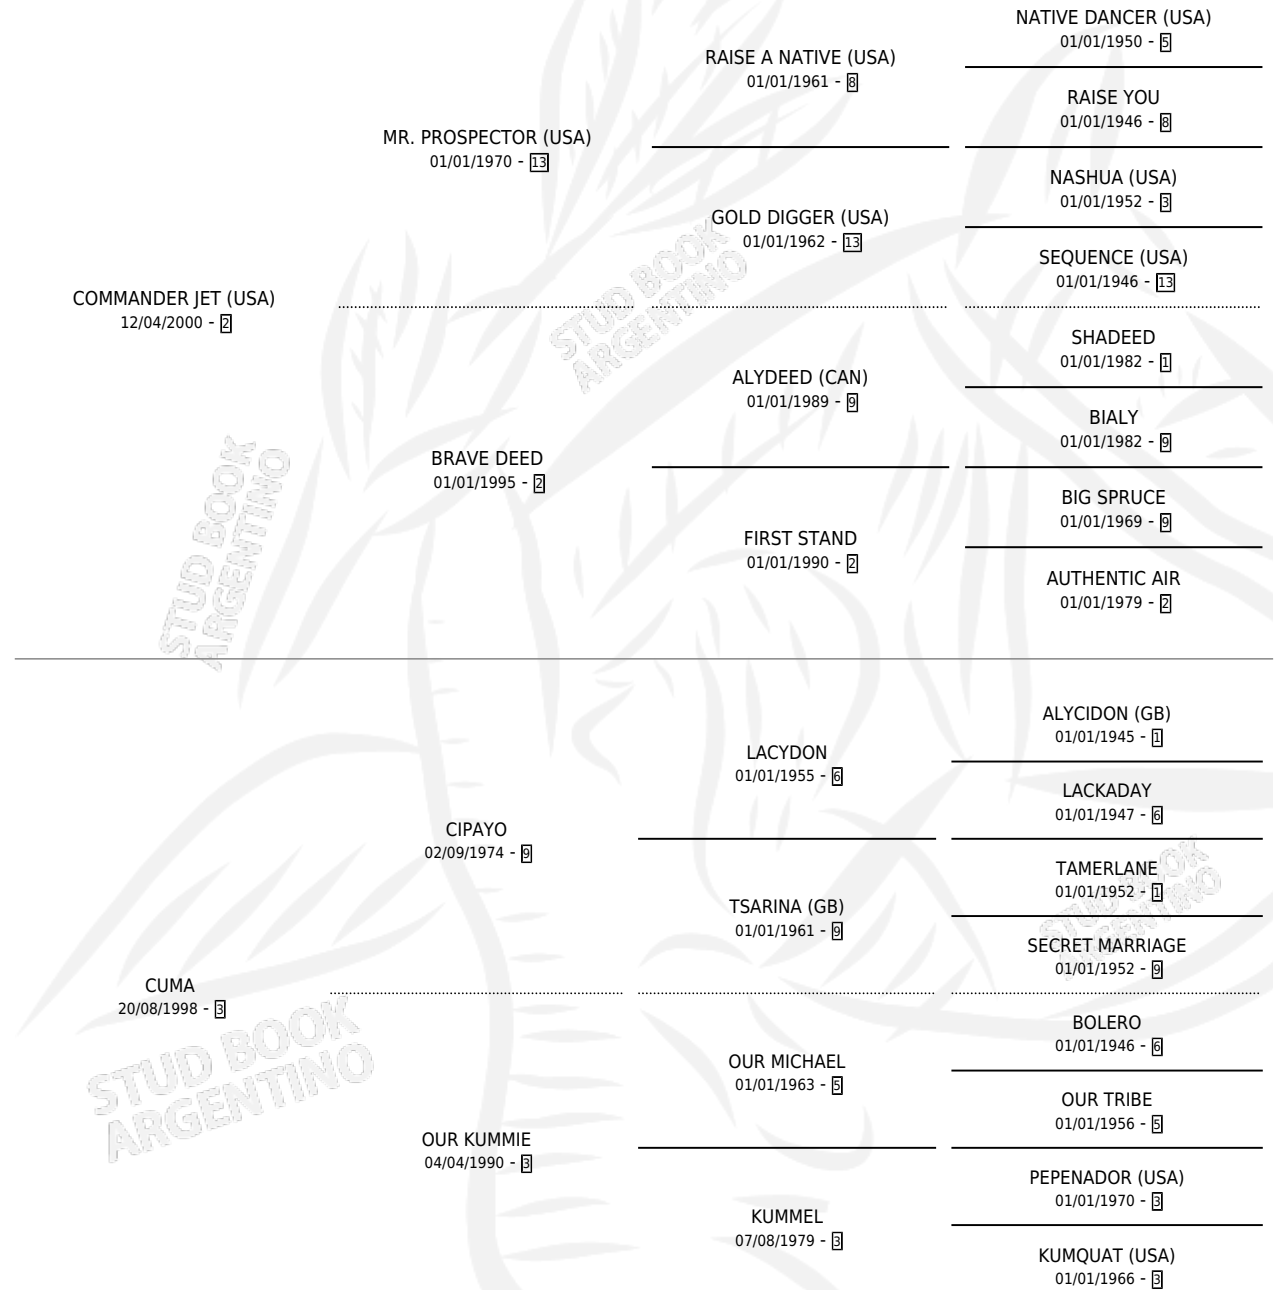 NATIVE DANCER (USA)
01/01/1950 - 5
RAISE A NATIVE (USA)
01/01/1961 - 8
RAISE YOU
01/01/1946 - 8
MR. PROSPECTOR (USA)
01/01/1970 - 13
NASHUA (USA)
01/01/1952 - 3
GOLD DIGGER (USA)
01/01/1962 - 13
SEQUENCE (USA)
01/01/1946 - 13
COMMANDER JET (USA)
12/04/2000 - 2
SHADEED
01/01/1982 - 1
ALYDEED (CAN)
01/01/1989 - 9
BIALY
01/01/1982 - 9
BRAVE DEED
01/01/1995 - 2
BIG SPRUCE
01/01/1969 - 9
FIRST STAND
01/01/1990 - 2
AUTHENTIC AIR
01/01/1979 - 2
ALYCIDON (GB)
01/01/1945 - 1
LACYDON
01/01/1955 - 6
LACKADAY
01/01/1947 - 6
CIPAYO
02/09/1974 - 9
TAMERLANE
01/01/1952 - 1
TSARINA (GB)
01/01/1961 - 9
SECRET MARRIAGE
01/01/1952 - 9
CUMA
20/08/1998 - 3
BOLERO
01/01/1946 - 6
OUR MICHAEL
01/01/1963 - 5
OUR TRIBE
01/01/1956 - 5
OUR KUMMIE
04/04/1990 - 3
PEPENADOR (USA)
01/01/1970 - 3
KUMMEL
07/08/1979 - 3
KUMQUAT (USA)
01/01/1966 - 3
STUD BOOK
ARGENTINO
STUD BOOK
ARGENTINO
STUD BOOK
ARGENTINO
STUD BOOK
ARGENTINO